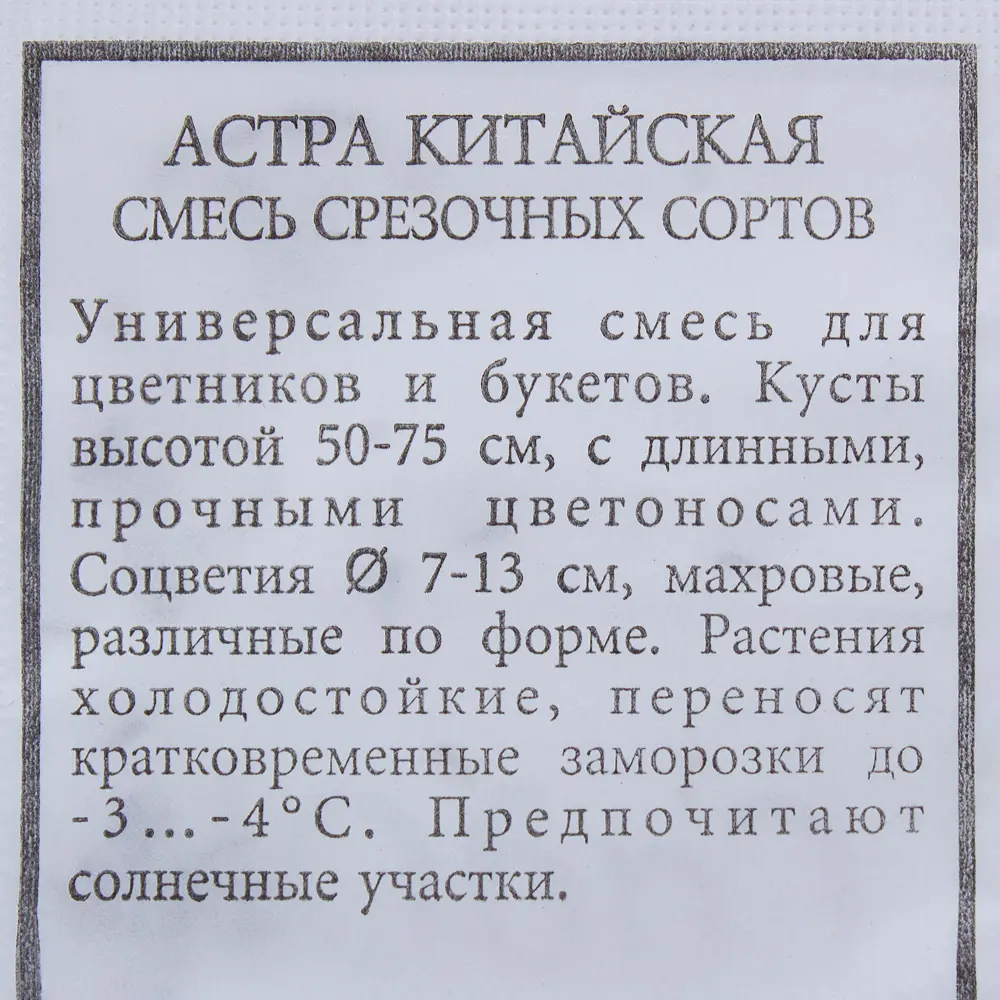 АСТРА КИТАЙСКАЯ
СМЕСЬ СРЕЗОЧНЫХ СОРТОВ
Универсальная смесь для
цветников и букетов. Кусты
высотой 50-75 см, с длинными,
прочными цветоносами.
Соцветия Ø 7-13 см, махровые,
различные по форме. Растения
холодостойкие, переносят
кратковременные заморозки до
-3...-4°С. Предпочитают
солнечные участки.